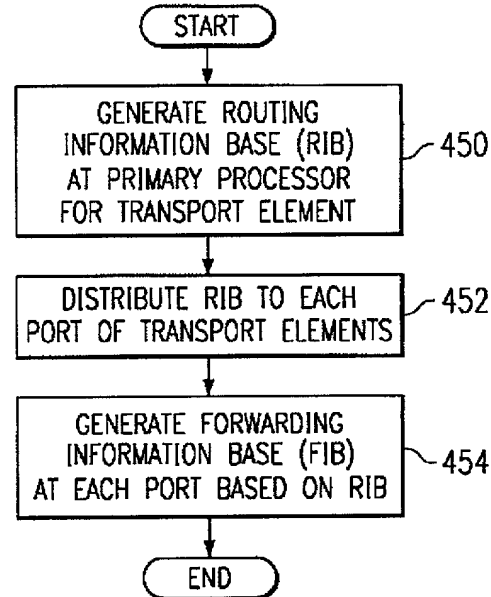 START
GENERATE ROUTING
INFORMATION BASE (RIB)
AT PRIMARY PROCESSOR
FOR TRANSPORT ELEMENT
450
DISTRIBUTE RIB TO EACH
PORT OF TRANSPORT ELEMENTS
452
GENERATE FORWARDING
INFORMATION BASE (FIB)
AT EACH PORT BASED ON RIB
454
END